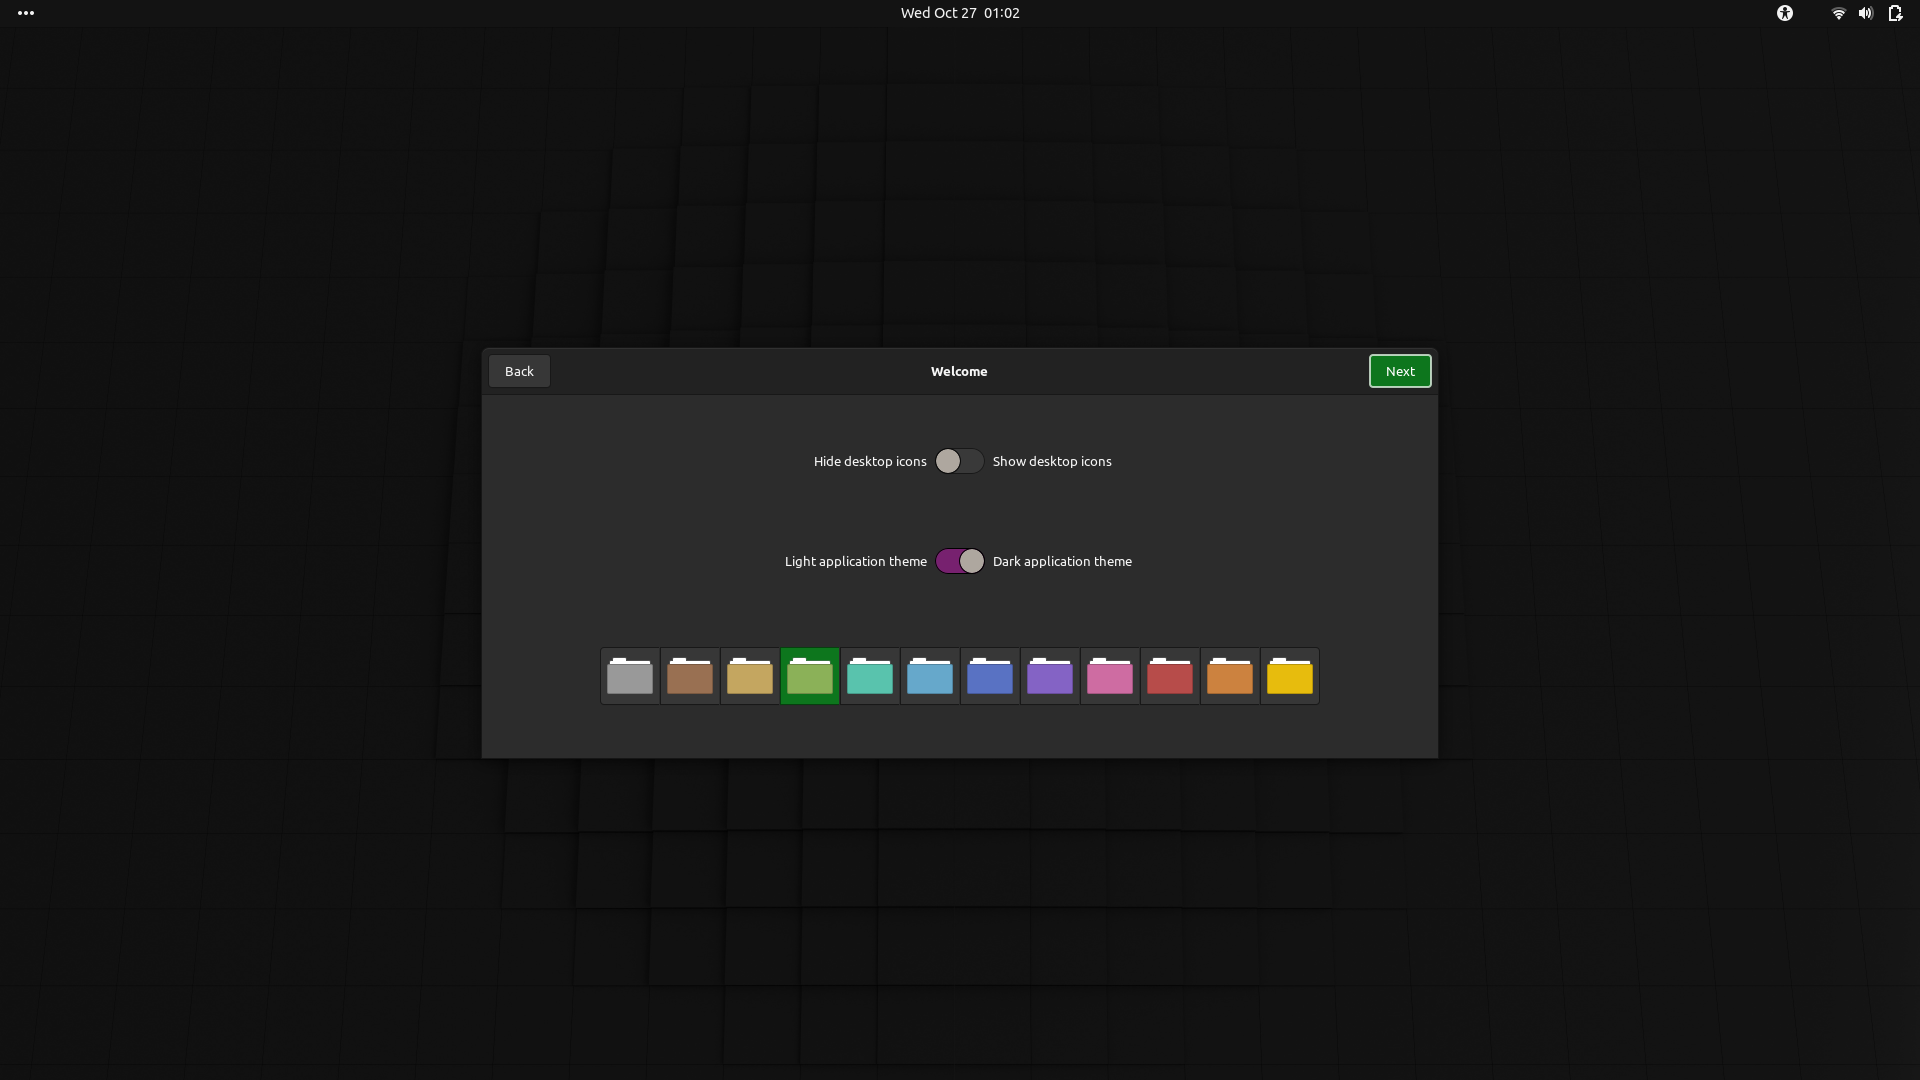 Wed Oct 27 01:02
Back
Welcome
Next
Hide desktop icons
Show desktop icons
Light application theme
Dark application theme